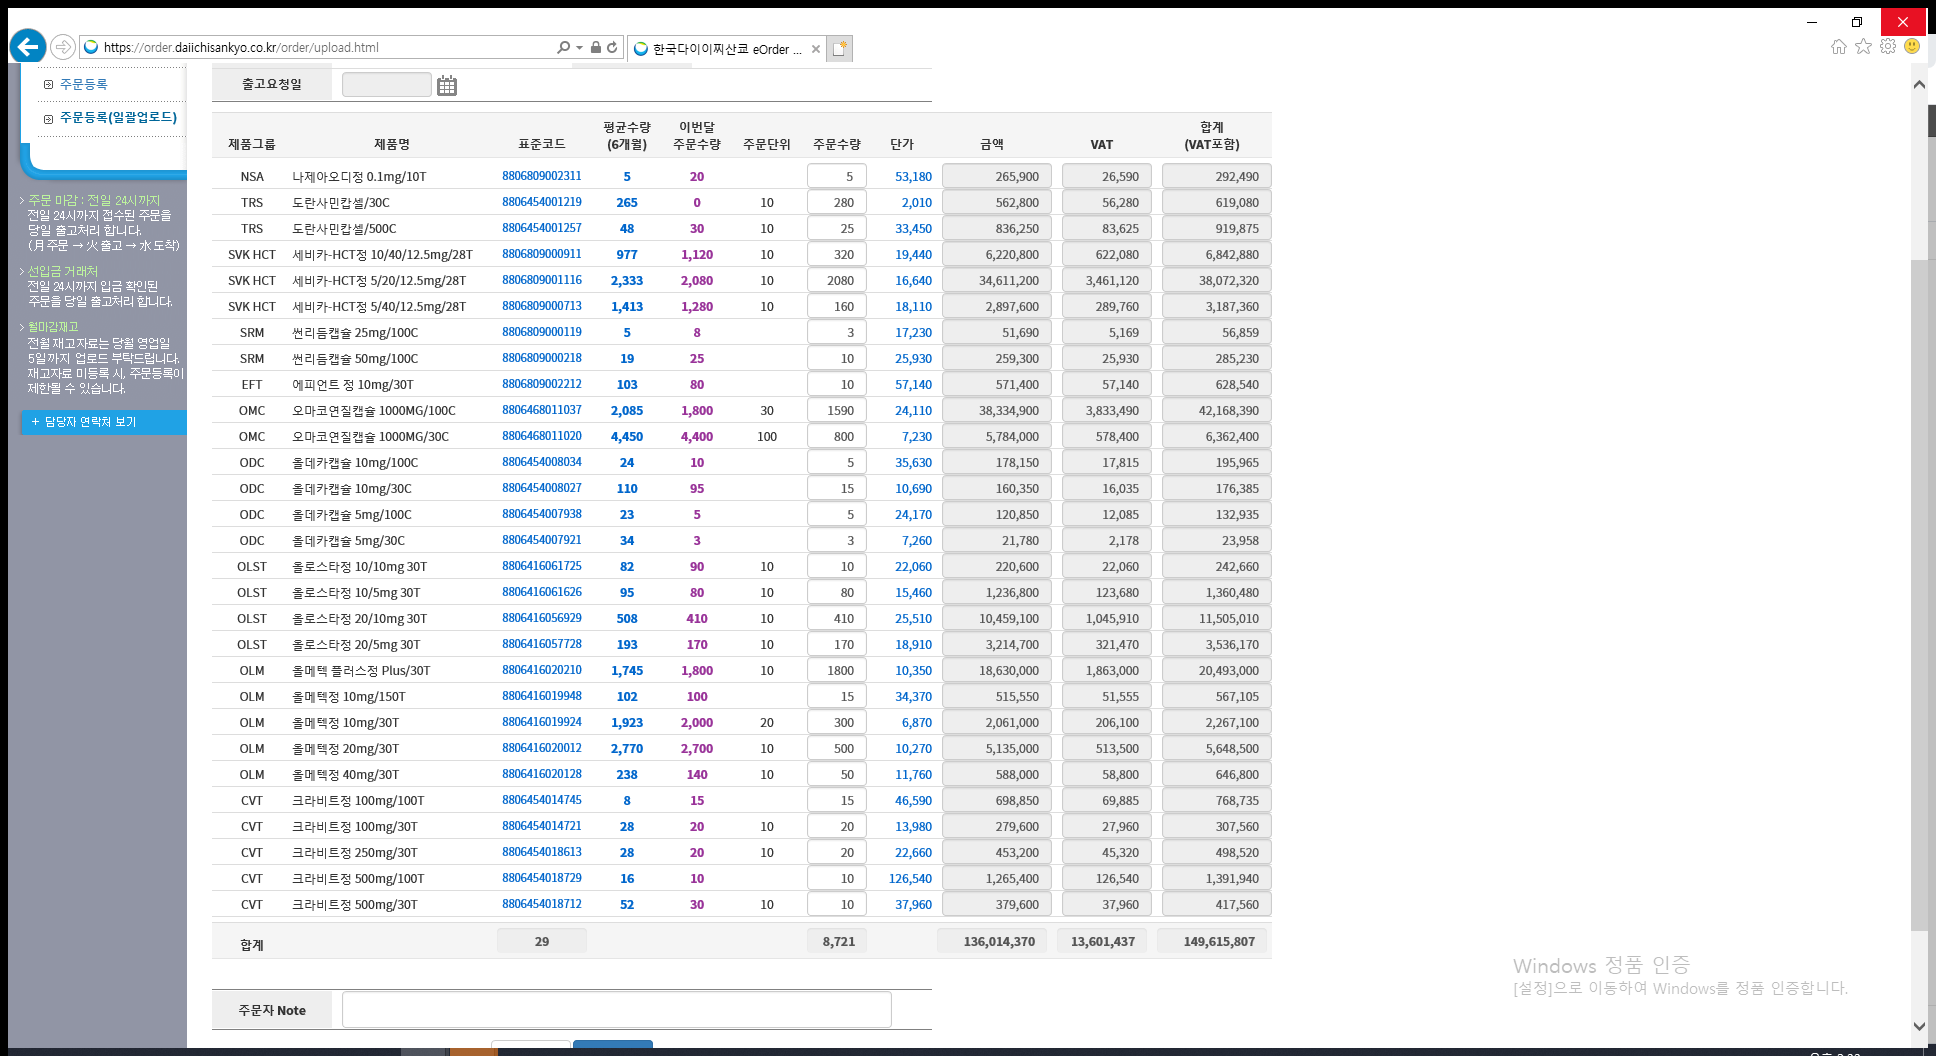 https://order.daiichisankyo.co.kr/order/upload.html
한국다이이찌산쿄 eOrder ...
주문등록
주문등록(일괄업로드)
주문 마감 : 전일 24시까지
전일 24시까지 접수된 주문을
당일 출고처리 합니다.
(月 주문 → 火 출고 → 水 도착)
선입금 거래처
전일 24시까지 입금 확인된
주문을 당일 출고처리 합니다.
월마감재고
전월 재고자료는 당월 영업일
5일까지 업로드 부탁드립니다.
재고자료 미등록 시, 주문등록이
제한될 수 있습니다.
+ 담당자 연락처 보기
출고요청일
제품그룹 제품명 표준코드 평균수량 (6개월) 이번달 주문수량 주문단위 주문수량 단가 금액 VAT 합계 (VAT포함)
NSA 나제아오디정 0.1mg/10T 8806809002311 5 20 5 53,180 265,900 26,590 292,490
TRS 도란사민캅셀/30C 8806454001219 265 0 10 280 2,010 562,800 56,280 619,080
TRS 도란사민캅셀/500C 8806454001257 48 30 10 25 33,450 836,250 83,625 919,875
SVK HCT 세비카-HCT정 10/40/12.5mg/28T 8806809000911 977 1,120 10 320 19,440 6,220,800 622,080 6,842,880
SVK HCT 세비카-HCT정 5/20/12.5mg/28T 8806809001116 2,333 2,080 10 2080 16,640 34,611,200 3,461,120 38,072,320
SVK HCT 세비카-HCT정 5/40/12.5mg/28T 8806809000713 1,413 1,280 10 160 18,110 2,897,600 289,760 3,187,360
SRM 썬리듬캡슐 25mg/100C 8806809000119 5 8 3 17,230 51,690 5,169 56,859
SRM 썬리듬캡슐 50mg/100C 8806809000218 19 25 10 25,930 259,300 25,930 285,230
EFT 에피언트 정 10mg/30T 8806809002212 103 80 10 57,140 571,400 57,140 628,540
OMC 오마코연질캡슐 1000MG/100C 8806468011037 2,085 1,800 30 1590 24,110 38,334,900 3,833,490 42,168,390
OMC 오마코연질캡슐 1000MG/30C 8806468011020 4,450 4,400 100 800 7,230 5,784,000 578,400 6,362,400
ODC 올데카캡슐 10mg/100C 8806454008034 24 10 5 35,630 178,150 17,815 195,965
ODC 올데카캡슐 10mg/30C 8806454008027 110 95 15 10,690 160,350 16,035 176,385
ODC 올데카캡슐 5mg/100C 8806454007938 23 5 5 24,170 120,850 12,085 132,935
ODC 올데카캡슐 5mg/30C 8806454007921 34 3 3 7,260 21,780 2,178 23,958
OLST 올로스타정 10/10mg 30T 8806416061725 82 90 10 10 22,060 220,600 22,060 242,660
OLST 올로스타정 10/5mg 30T 8806416061626 95 80 10 80 15,460 1,236,800 123,680 1,360,480
OLST 올로스타정 20/10mg 30T 8806416056929 508 410 10 410 25,510 10,459,100 1,045,910 11,505,010
OLST 올로스타정 20/5mg 30T 8806416057728 193 170 10 170 18,910 3,214,700 321,470 3,536,170
OLM 올메텍 플러스정 Plus/30T 8806416020210 1,745 1,800 10 1800 10,350 18,630,000 1,863,000 20,493,000
OLM 올메텍정 10mg/150T 8806416019948 102 100 15 34,370 515,550 51,555 567,105
OLM 올메텍정 10mg/30T 8806416019924 1,923 2,000 20 300 6,870 2,061,000 206,100 2,267,100
OLM 올메텍정 20mg/30T 8806416020012 2,770 2,700 10 500 10,270 5,135,000 513,500 5,648,500
OLM 올메텍정 40mg/30T 8806416020128 238 140 10 50 11,760 588,000 58,800 646,800
CVT 크라비트정 100mg/100T 8806454014745 8 15 15 46,590 698,850 69,885 768,735
CVT 크라비트정 100mg/30T 8806454014721 28 20 10 20 13,980 279,600 27,960 307,560
CVT 크라비트정 250mg/30T 8806454018613 28 20 10 20 22,660 453,200 45,320 498,520
CVT 크라비트정 500mg/100T 8806454018729 16 10 10 126,540 1,265,400 126,540 1,391,940
CVT 크라비트정 500mg/30T 8806454018712 52 30 10 10 37,960 379,600 37,960 417,560
합계 29 8,721 136,014,370 13,601,437 149,615,807
주문자 Note
Windows 정품 인증
[설정]으로 이동하여 Windows를 정품 인증합니다.